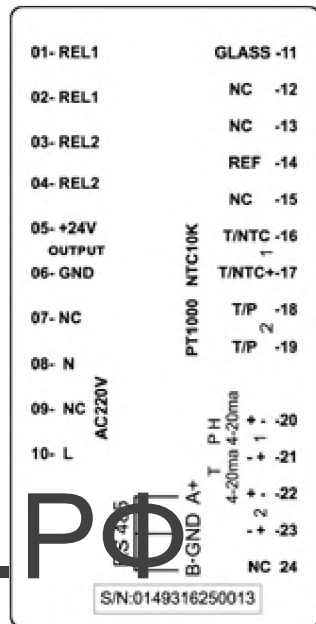 01- REL1
02- REL1
03- REL2
04- REL2
05- +24V
OUTPUT
06- GND
07- NC
08- N
09- NC
10- L
AC220V
GLASS -11
NC -12
NC -13
REF -14
NC -15
T/NTC -16
1
T/NTC+-17
T/P -18
2
T/P -19
PT1000 NTC10K
T PH
4-20ma 4-20ma
+ - -20
1
- + -21
+ - -22
2
- + -23
NC 24
RS 485
B-GND A+
.РФ
S/N:0149316250013